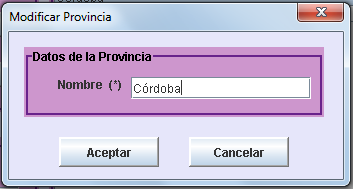 Modificar Provincia
Datos de la Provincia
Nombre (*) Córdoba
Aceptar Cancelar